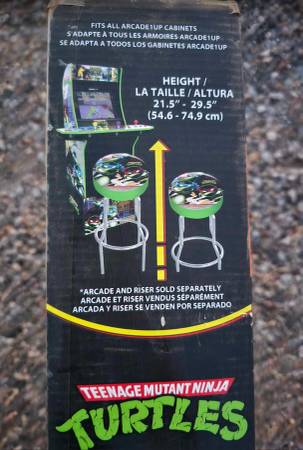 FITS ALL ARCADE1UP CABINETS
S'ADAPTE À TOUS LES ARMOIRES ARCADE1UP
SE ADAPTA A TODOS LOS GABINETES ARCADE1UP
HEIGHT /
LA TAILLE / ALTURA
21.5" - 29.5"
(54.6 - 74.9 cm)
*ARCADE AND RISER SOLD SEPARATELY
ARCADE ET RISER VENDUS SÉPARÉMENT
ARCADA Y RISER SE VENDEN POR SEPARADO
TEENAGE MUTANT NINJA
TURTLES